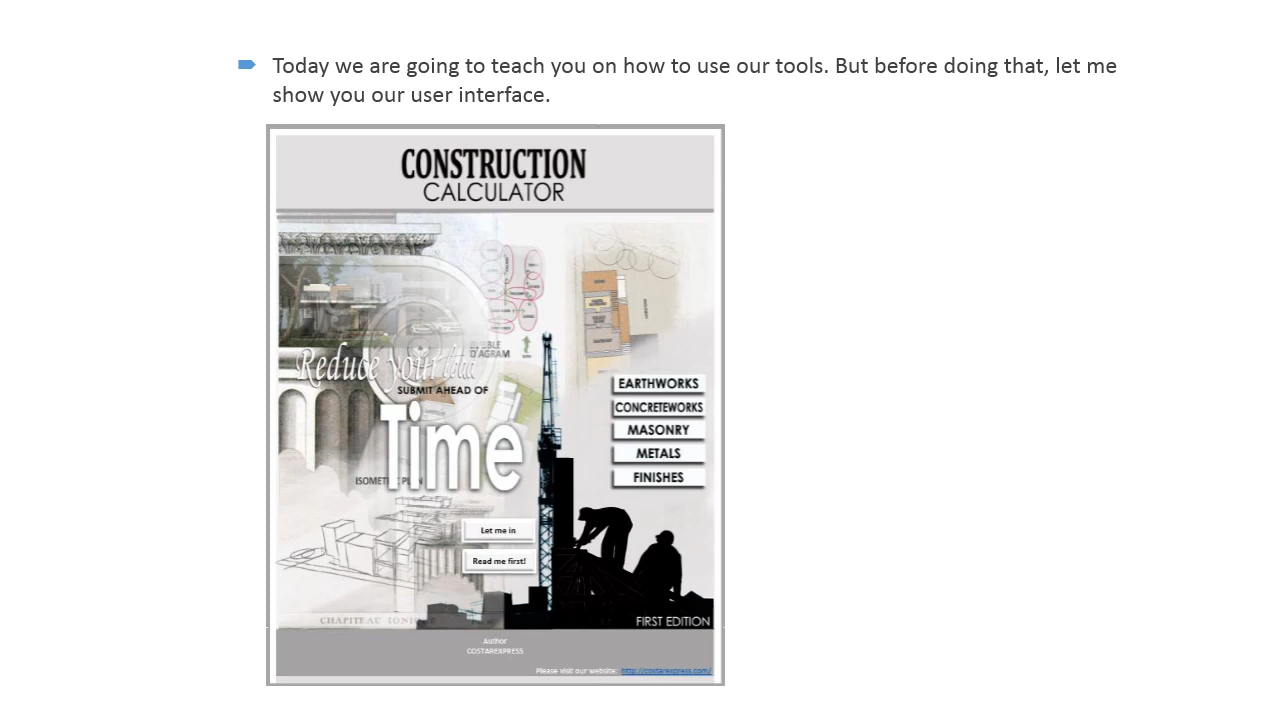 Today we are going to teach you on how to use our tools. But before doing that, let me
show you our user interface.
CONSTRUCTION
CALCULATOR
DIAGRAM
Reduce your
SUBMIT AHEAD OF
Time
EARTHWORKS
CONCRETEWORKS
MASONRY
METALS
FINISHES
Let me in
Read me first!
CHAPITEAU
FIRST EDITION
Author
COSTAREXPRESS
Please visit our website: http://costarexpress.com/